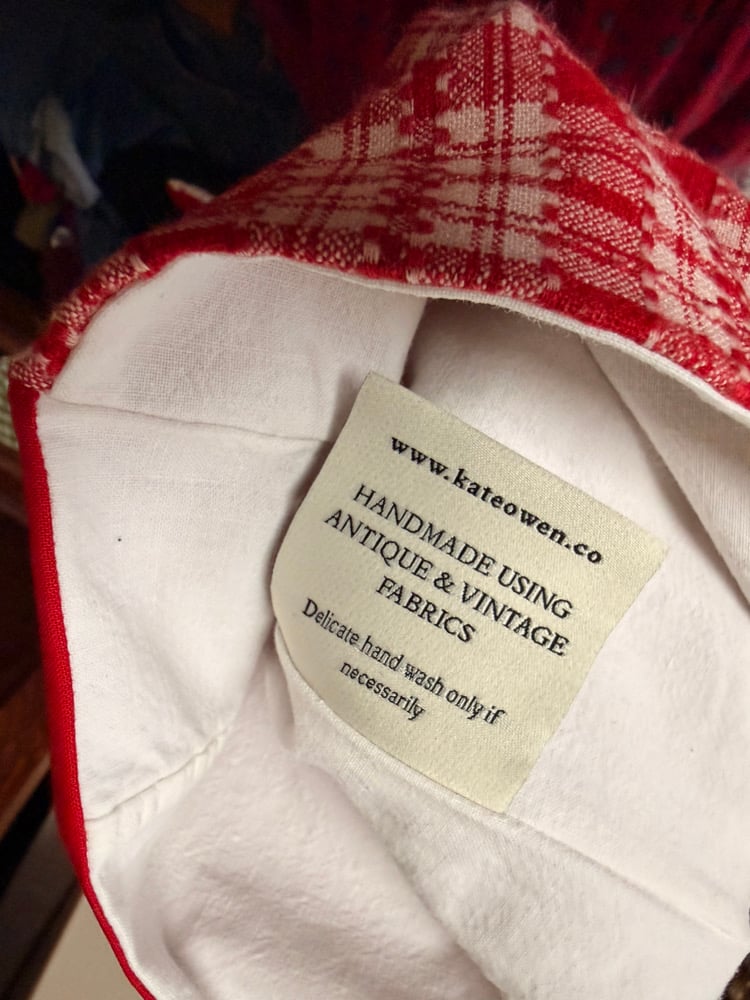 www.kateowen.co
HANDMADE USING
ANTIQUE & VINTAGE
FABRICS
Delicate hand wash only if
necessarily